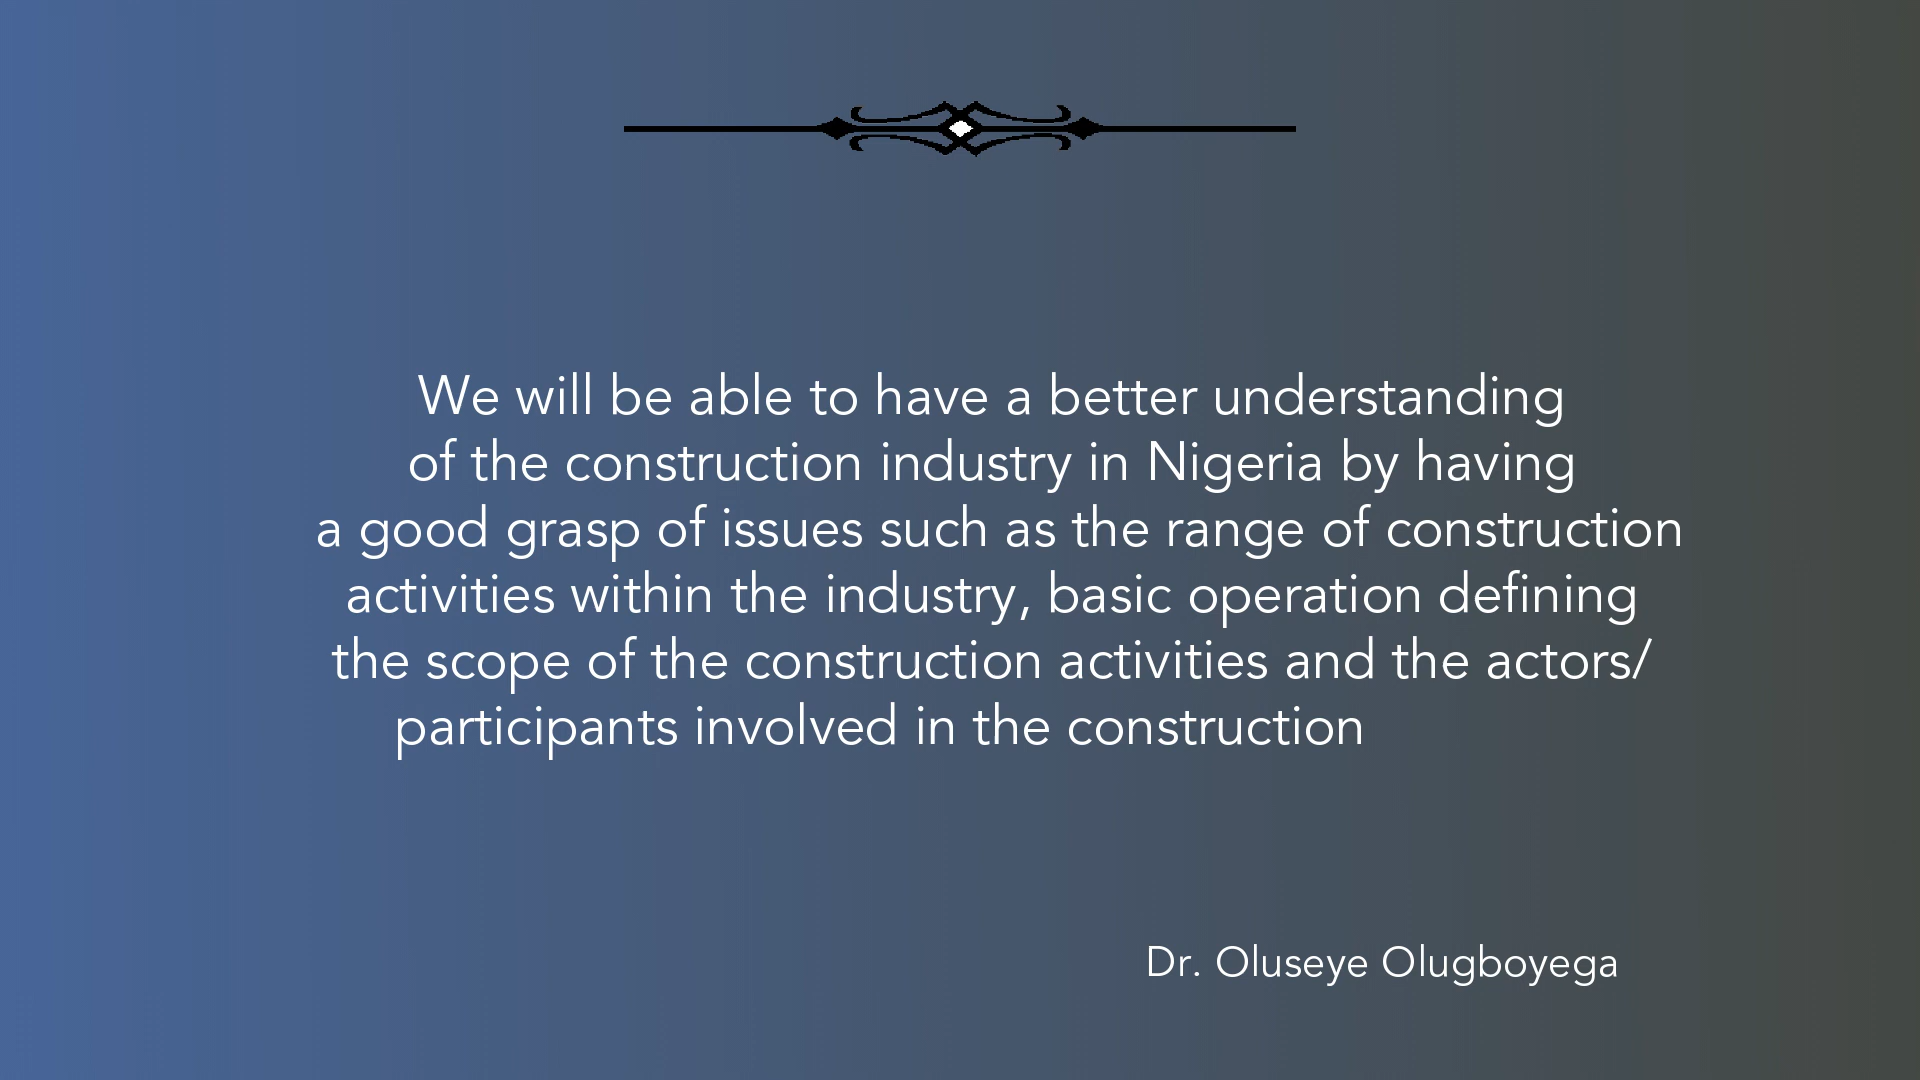 We will be able to have a better understanding
of the construction industry in Nigeria by having
a good grasp of issues such as the range of construction
activities within the industry, basic operation defining
the scope of the construction activities and the actors/
participants involved in the construction
Dr. Oluseye Olugboyega